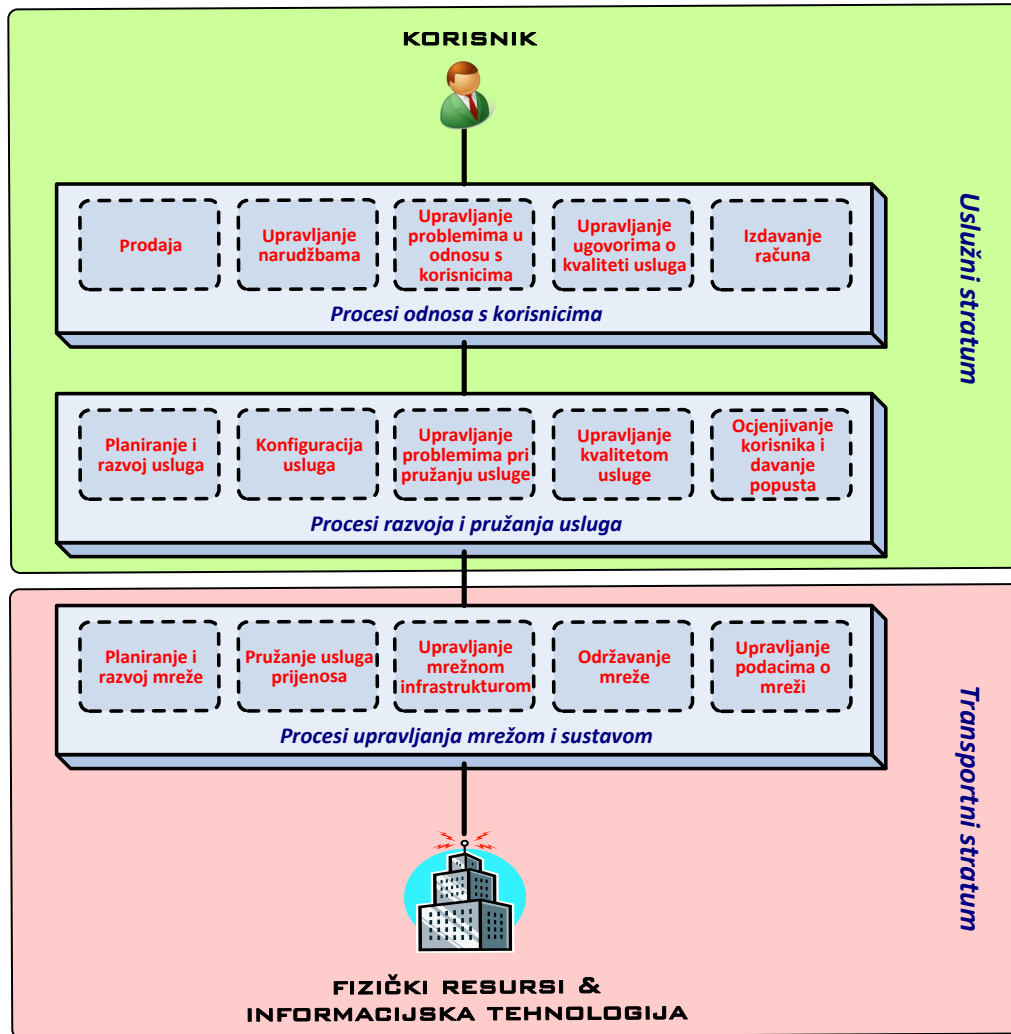 KORISNIK
Prodaja
Upravljanje
narudžbama
Upravljanje
problemima u
odnosu s
korisnicima
Upravljanje
ugovorima o
kvaliteti usluga
Izdavanje
računa
Procesi odnosa s korisnicima
Planiranje i
razvoj usluga
Konfiguracija
usluga
Upravljanje
problemima pri
pružanju usluge
Upravljanje
kvalitetom
usluge
Ocjenjivanje
korisnika i
davanje
popusta
Procesi razvoja i pružanja usluga
Uslužni stratum
Planiranje i
razvoj mreže
Pružanje usluga
prijenosa
Upravljanje
mrežnom
infrastrukturom
Održavanje
mreže
Upravljanje
podacima o
mreži
Procesi upravljanja mrežom i sustavom
Transportni stratum
FIZIČKI RESURSI &
INFORMACIJSKA TEHNOLOGIJA